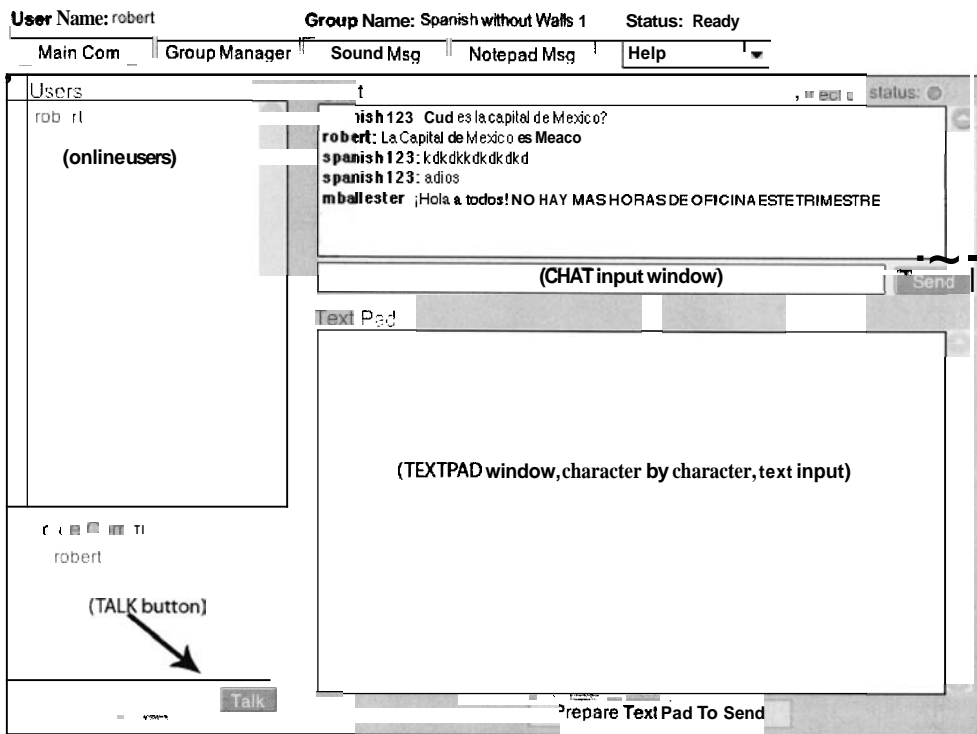 User Name: robert Group Name: Spanish without Walls 1 Status: Ready
Main Com Group Manager Sound Msg Notepad Msg Help
Users
status:
(onlineusers)
nish123 Cud es la capital de Mexico?
robert: La Capital de Mexico es Meaco
spanish123: kdkdkkdkdkdkd
spanish123: adios
mballester ¡Hola a todos! NO HAY MAS HORAS DE OFICINA ESTE TRIMESTRE
(CHAT input window)
Send
Text Pad
(TEXTPAD window, character by character, text input)
robert
(TALK button)
Talk
Prepare Text Pad To Send